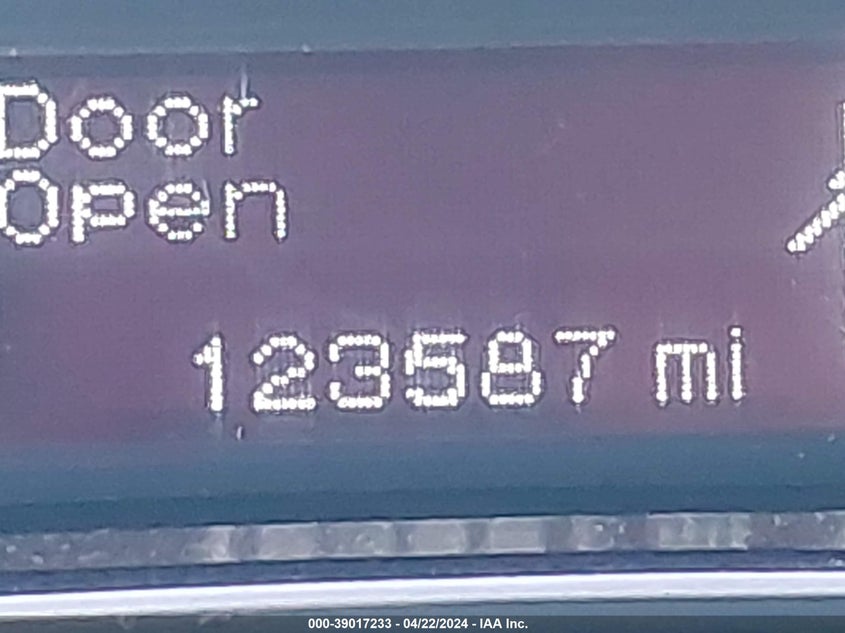 Door
Open
123587 mi
000-39017233 - 04/22/2024 - IAA Inc.